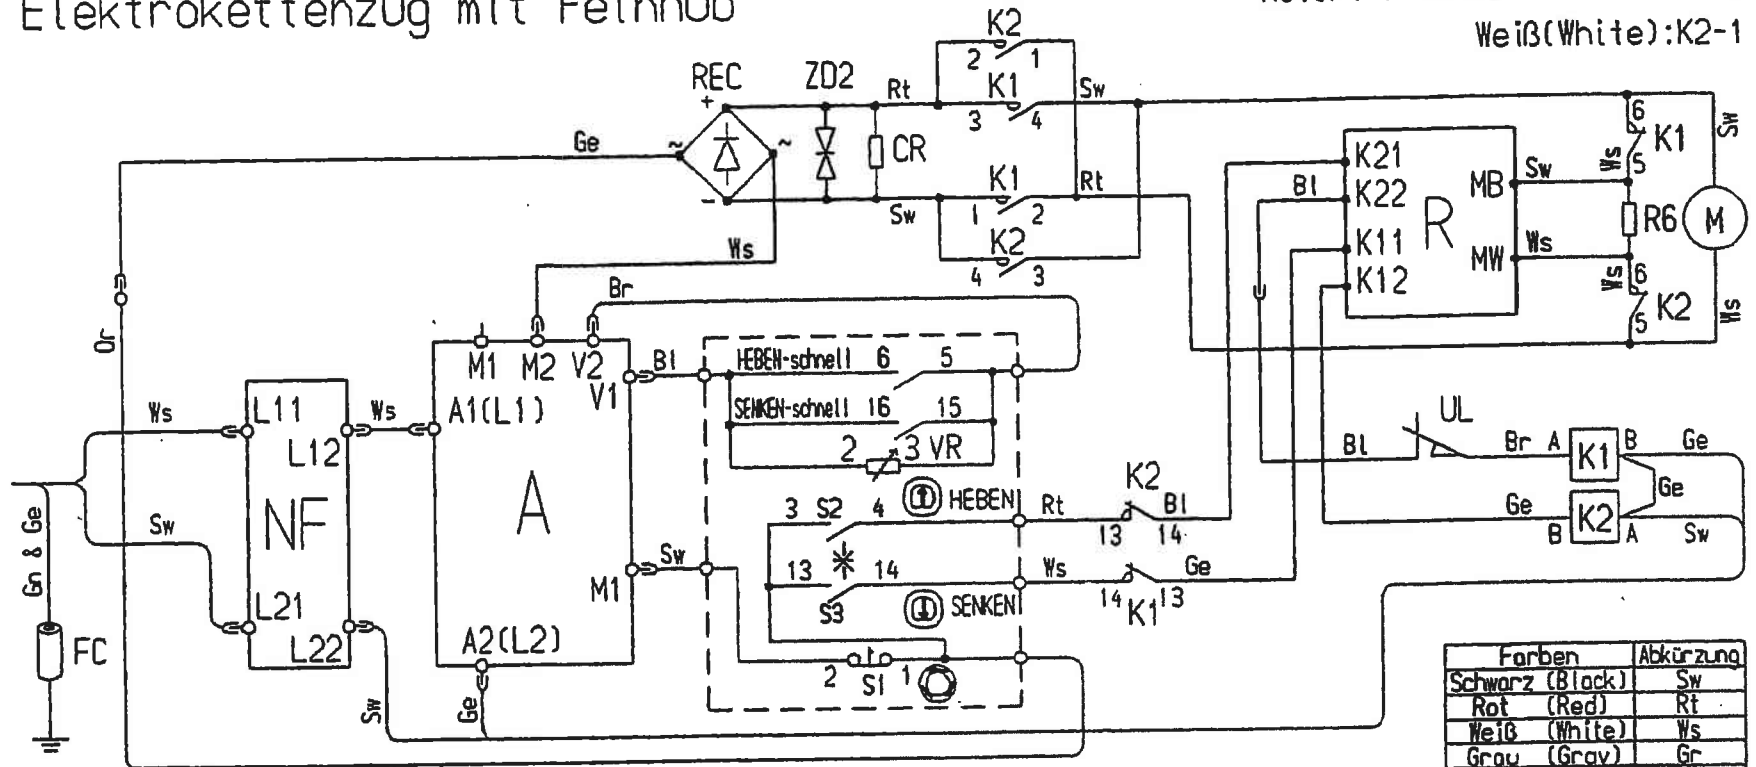 Elektrokettenzug mit Feinhub
Weiß(White):K2-1
K2
2 1
REC
ZD2
Rt
K1
Sw
+
3 4
Ge
~
~
CR
-
Sw
K1
Rt
1 2
K2
4 3
Ws
Br
6
K1
5
Ws
Sw
K21
K22
K11
K12
R
MB
MW
Sw
Ws
Bl
R6
M
Ws
6
K2
5
Ws
Or
M1 M2 V2
V1
Bl
HEBEN-schnell 6 5
SENKEN-schnell 16 15
2 3 VR
Ws
L11
L12
Ws
A1(L1)
NF
A
Sw
Gn & Ge
L21
L22
FC
M1
Sw
A2(L2)
Sw
Ge
3 S2 4
HEBEN
Rt
K2
Bl
13 14
13 14
S3
SENKEN
Ws
Ge
14 K1 13
2 S1 1
UL
Bl
Br A
K1
B Ge
Ge
Ge
B
K2
A Sw
Farben Abkürzung
Schwarz (Black) Sw
Rot (Red) Rt
Weiß (White) Ws
Grau (Gray) Gr